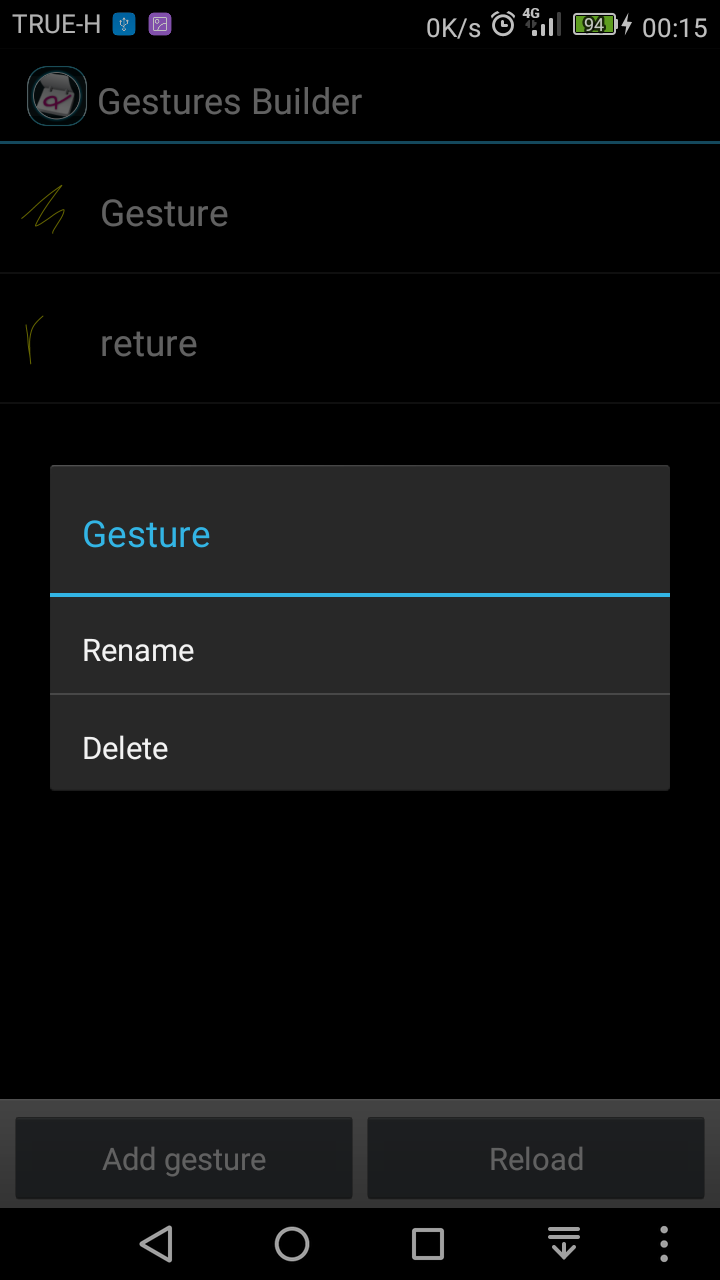 TRUE-H 0K/s 4G 94 00:15
Gestures Builder
Gesture
reture
Gesture
Rename
Delete
Add gesture Reload